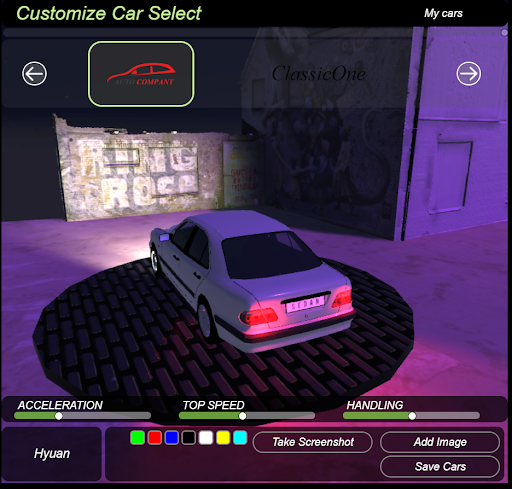 Customize Car Select
My cars
AUTO COMPANY
ClassicOne
SEDAN
ACCELERATION
TOP SPEED
HANDLING
Hyuan
Take Screenshot
Add Image
Save Cars